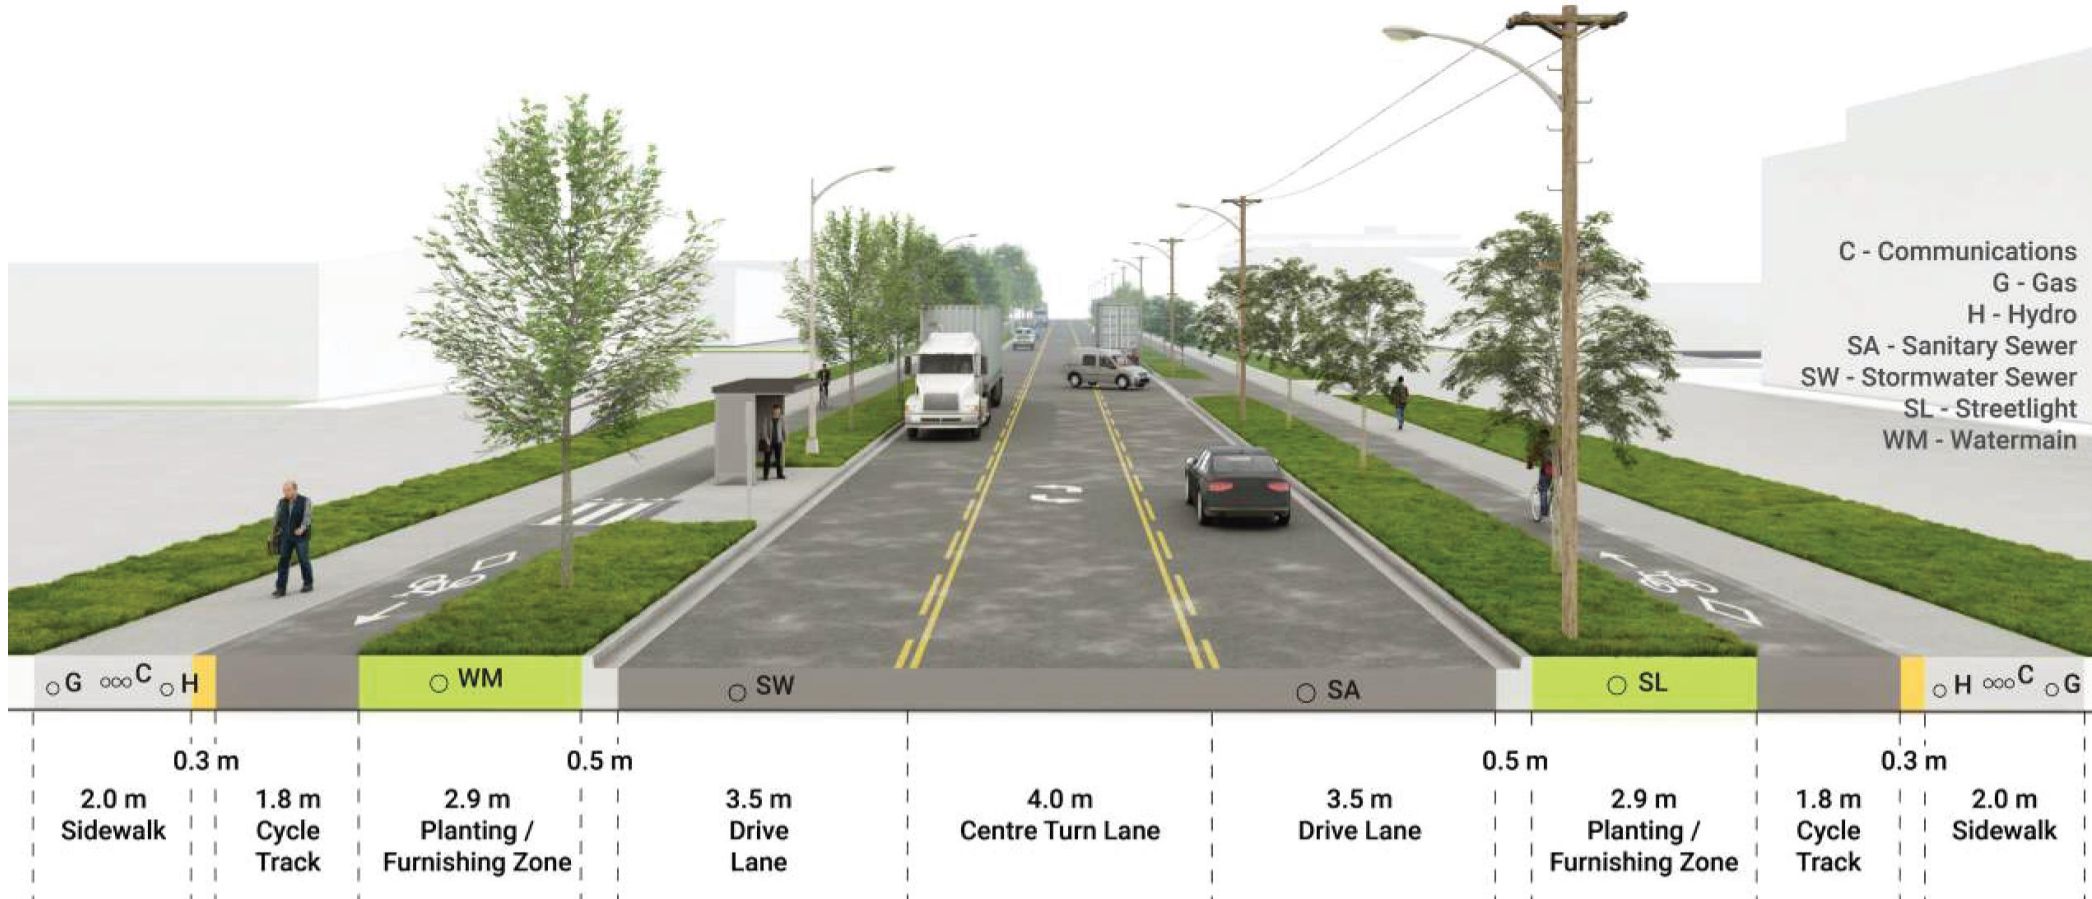 C - Communications
G - Gas
H - Hydro
SA - Sanitary Sewer
SW - Stormwater Sewer
SL - Streetlight
WM - Watermain
G C H WM SW SA SL H C G
0.3 m 0.5 m 0.5 m 0.3 m
2.0 m
Sidewalk
1.8 m
Cycle
Track
2.9 m
Planting /
Furnishing Zone
3.5 m
Drive
Lane
4.0 m
Centre Turn Lane
3.5 m
Drive Lane
2.9 m
Planting /
Furnishing Zone
1.8 m
Cycle
Track
2.0 m
Sidewalk